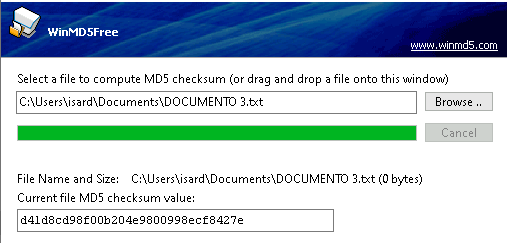 WinMD5Free
www.winmd5.com
Select a file to compute MD5 checksum (or drag and drop a file onto this window)
C:\Users\isard\Documents\DOCUMENTO 3.txt
Browse ..
Cancel
File Name and Size: C:\Users\isard\Documents\DOCUMENTO 3.txt (0 bytes)
Current file MD5 checksum value:
d41d8cd98f00b204e9800998ecf8427e